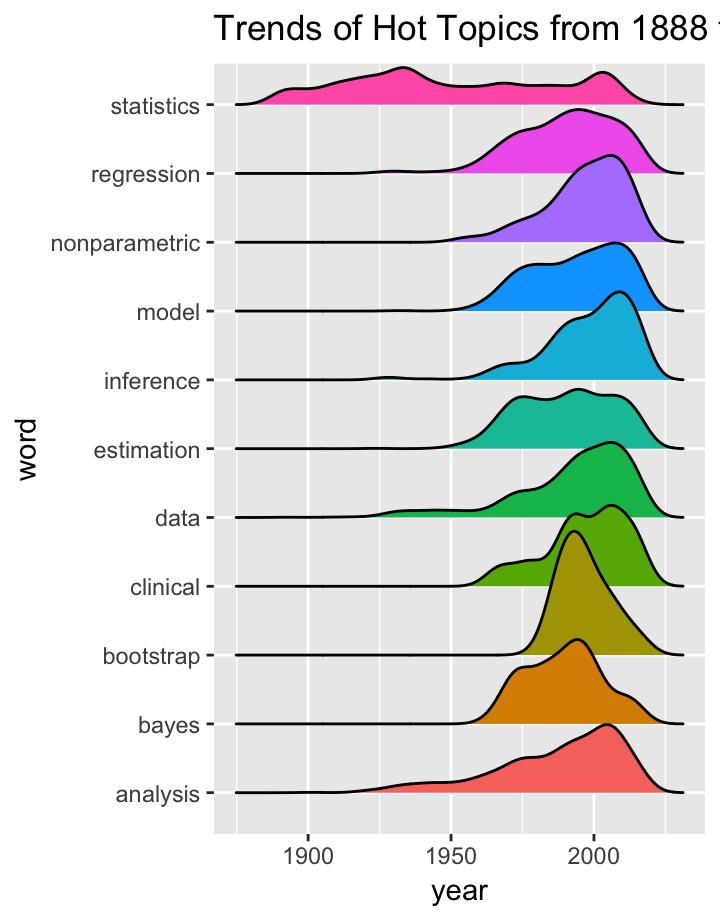 Trends of Hot Topics from 1888
statistics
regression
nonparametric
model
inference
estimation
data
clinical
bootstrap
bayes
analysis
word
1900 1950 2000
year